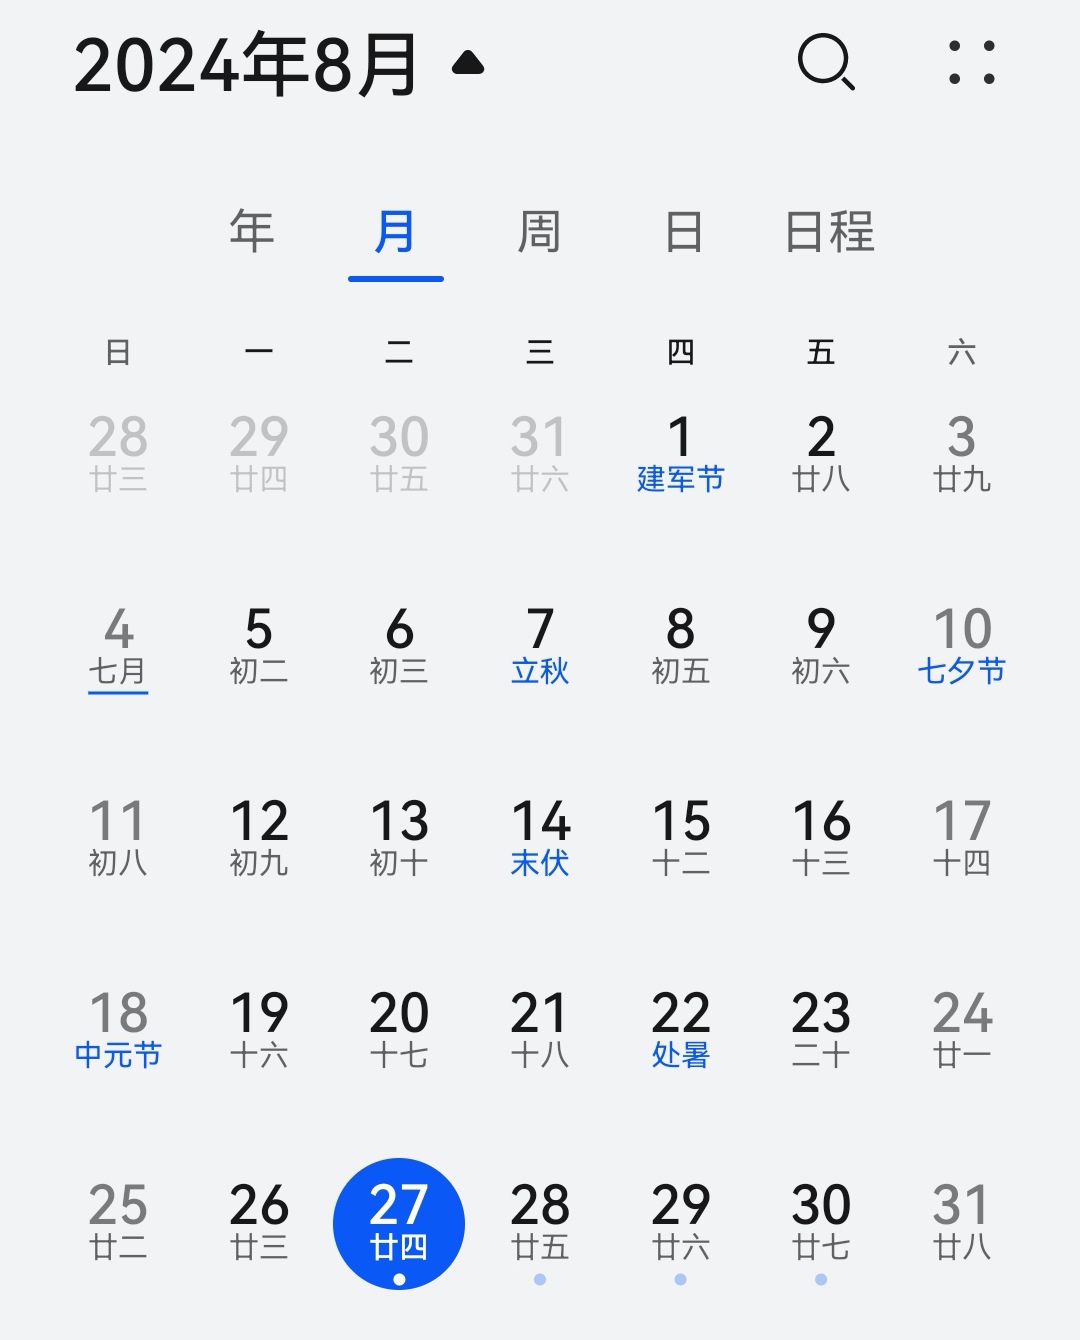 2024年8月
年 月 周 日 日程
日 一 二 三 四 五 六
28 29 30 31 1 2 3
廿三 廿四 廿五 廿六 建军节 廿八 廿九
4 5 6 7 8 9 10
七月 初二 初三 立秋 初五 初六 七夕节
11 12 13 14 15 16 17
初八 初九 初十 末伏 十二 十三 十四
18 19 20 21 22 23 24
中元节 十六 十七 十八 处暑 二十 廿一
25 26 27 28 29 30 31
廿二 廿三 廿四 廿五 廿六 廿七 廿八